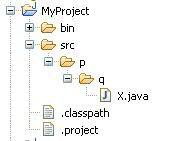 MyProject
bin
src
p
q
X.java
.classpath
.project